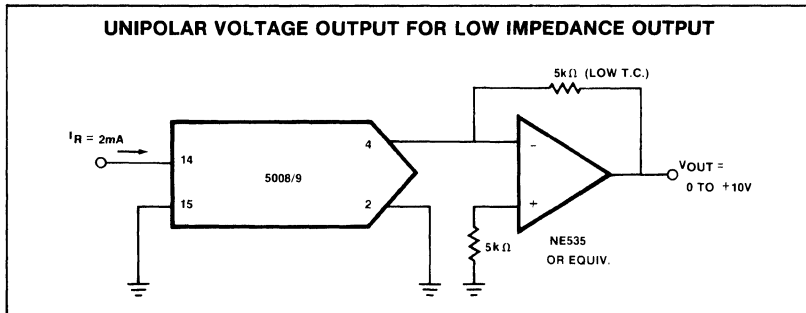 UNIPOLAR VOLTAGE OUTPUT FOR LOW IMPEDANCE OUTPUT
5kΩ (LOW T.C.)
IR = 2mA
14
4
5008/9
15
2
-
+
VOUT =
0 TO +10V
5kΩ
NE535
OR EQUIV.